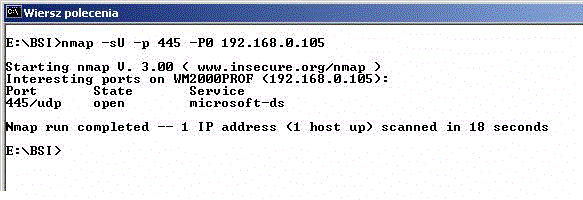 Wiersz polecenia
E:\BSI>nmap -sU -p 445 -P0 192.168.0.105
Starting nmap V. 3.00 ( www.insecure.org/nmap )
Interesting ports on WM2000PROF (192.168.0.105):
Port       State       Service
445/udp    open        microsoft-ds
Nmap run completed -- 1 IP address (1 host up) scanned in 18 seconds
E:\BSI>